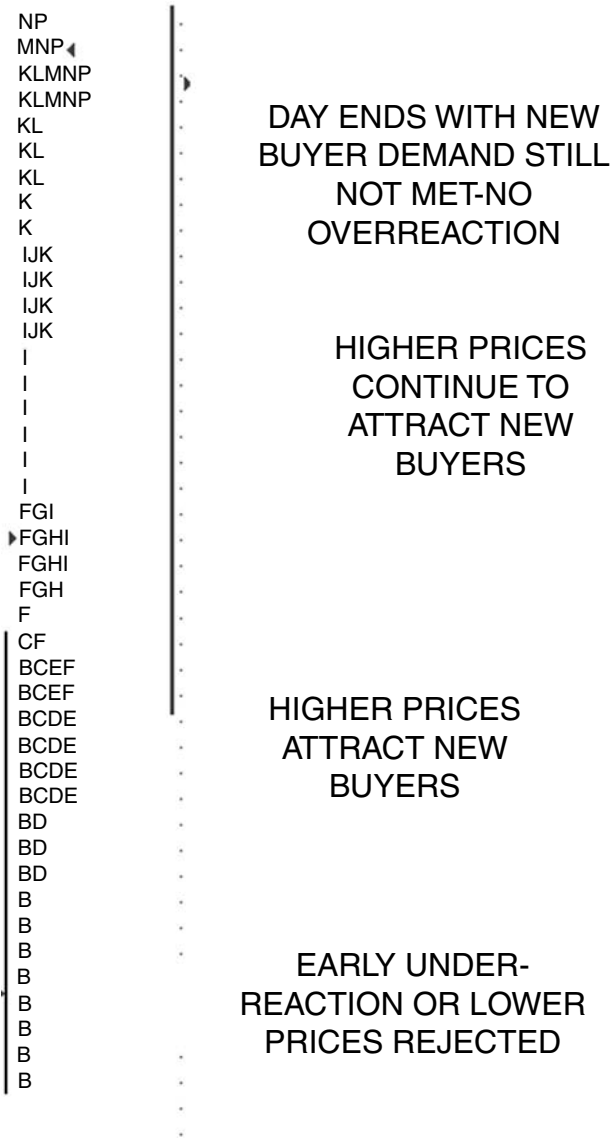 NP
MNP
KLMNP
KLMNP
KL
KL
KL
K
K
IJK
IJK
IJK
IJK
I
I
I
I
I
I
FGI
FGHI
FGHI
FGH
F
CF
BCEF
BCEF
BCDE
BCDE
BCDE
BCDE
BD
BD
BD
B
B
B
B
B
B
B
B
DAY ENDS WITH NEW
BUYER DEMAND STILL
NOT MET-NO
OVERREACTION
HIGHER PRICES
CONTINUE TO
ATTRACT NEW
BUYERS
HIGHER PRICES
ATTRACT NEW
BUYERS
EARLY UNDER-
REACTION OR LOWER
PRICES REJECTED